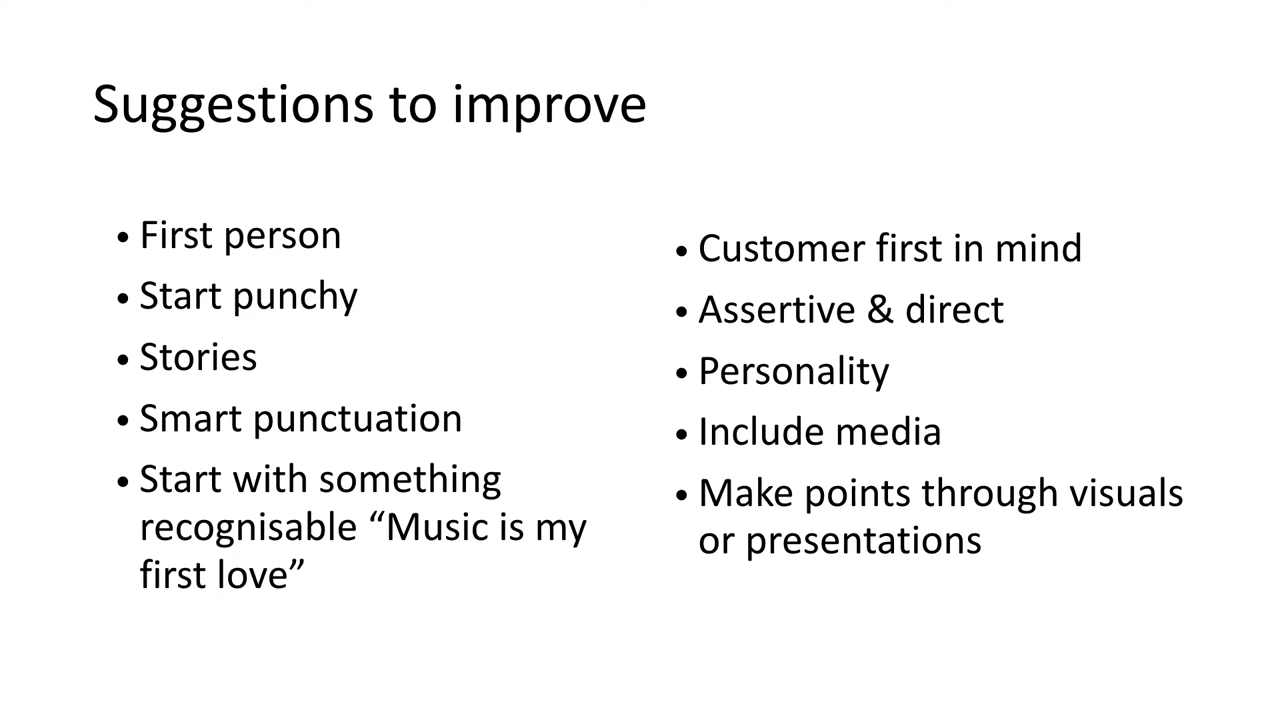 Suggestions to improve
• First person
• Start punchy
• Stories
• Smart punctuation
• Start with something
recognisable “Music is my
first love”
• Customer first in mind
• Assertive & direct
• Personality
• Include media
• Make points through visuals
or presentations